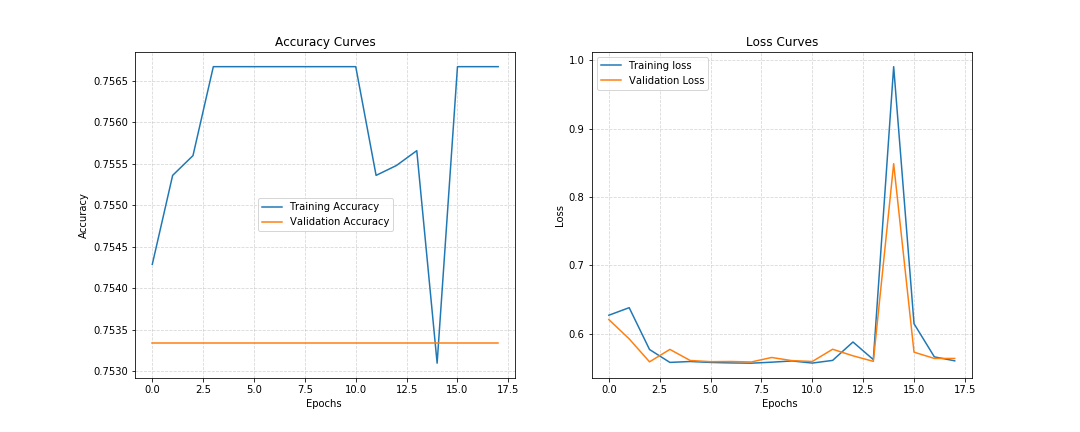 Accuracy Curves
0.7565
0.7560
0.7555
0.7550
0.7545
0.7540
0.7535
0.7530
Accuracy
Training Accuracy
Validation Accuracy
0.0 2.5 5.0 7.5 10.0 12.5 15.0 17.5
Epochs
Loss Curves
1.0
0.9
0.8
0.7
0.6
Loss
Training loss
Validation Loss
0.0 2.5 5.0 7.5 10.0 12.5 15.0 17.5
Epochs